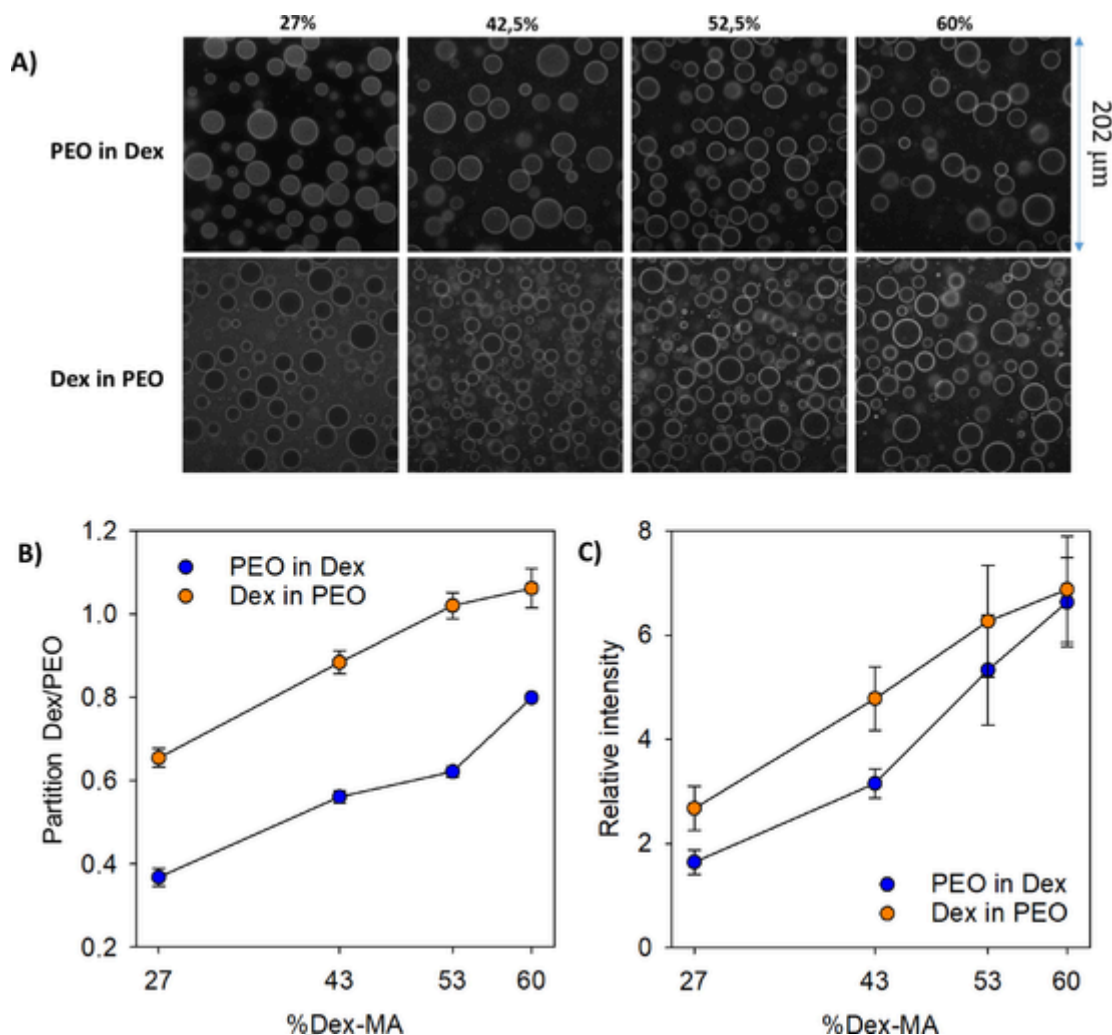 27% 42,5% 52,5% 60%
A)
PEO in Dex
202 µm
Dex in PEO
B)
1.2
1.0
0.8
0.6
0.4
0.2
Partition Dex/PEO
PEO in Dex
Dex in PEO
27 43 53 60
%Dex-MA
C)
8
6
4
2
0
Relative intensity
PEO in Dex
Dex in PEO
27 43 53 60
%Dex-MA